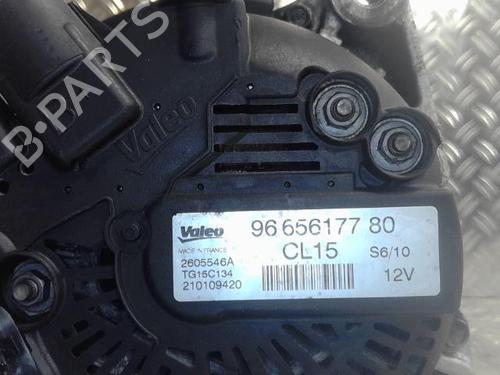 B-PARTS
Valeo
Valeo
96 656177 80
MADE IN FRANCE
CL15
S6/10
2605546A
TG15C134
210109420
12V